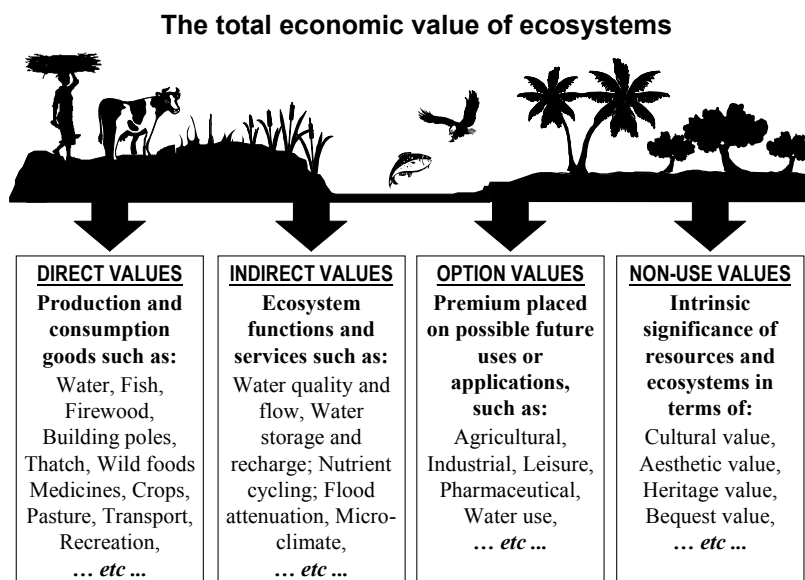 The total economic value of ecosystems
DIRECT VALUES
Production and
consumption
goods such as:
Water, Fish,
Firewood,
Building poles,
Thatch, Wild foods
Medicines, Crops,
Pasture, Transport,
Recreation,
… etc ...
INDIRECT VALUES
Ecosystem
functions and
services such as:
Water quality and
flow, Water
storage and
recharge; Nutrient
cycling; Flood
attenuation, Micro-
climate,
… etc ...
OPTION VALUES
Premium placed
on possible future
uses or
applications,
such as:
Agricultural,
Industrial, Leisure,
Pharmaceutical,
Water use,
… etc ...
NON-USE VALUES
Intrinsic
significance of
resources and
ecosystems in
terms of:
Cultural value,
Aesthetic value,
Heritage value,
Bequest value,
… etc ...